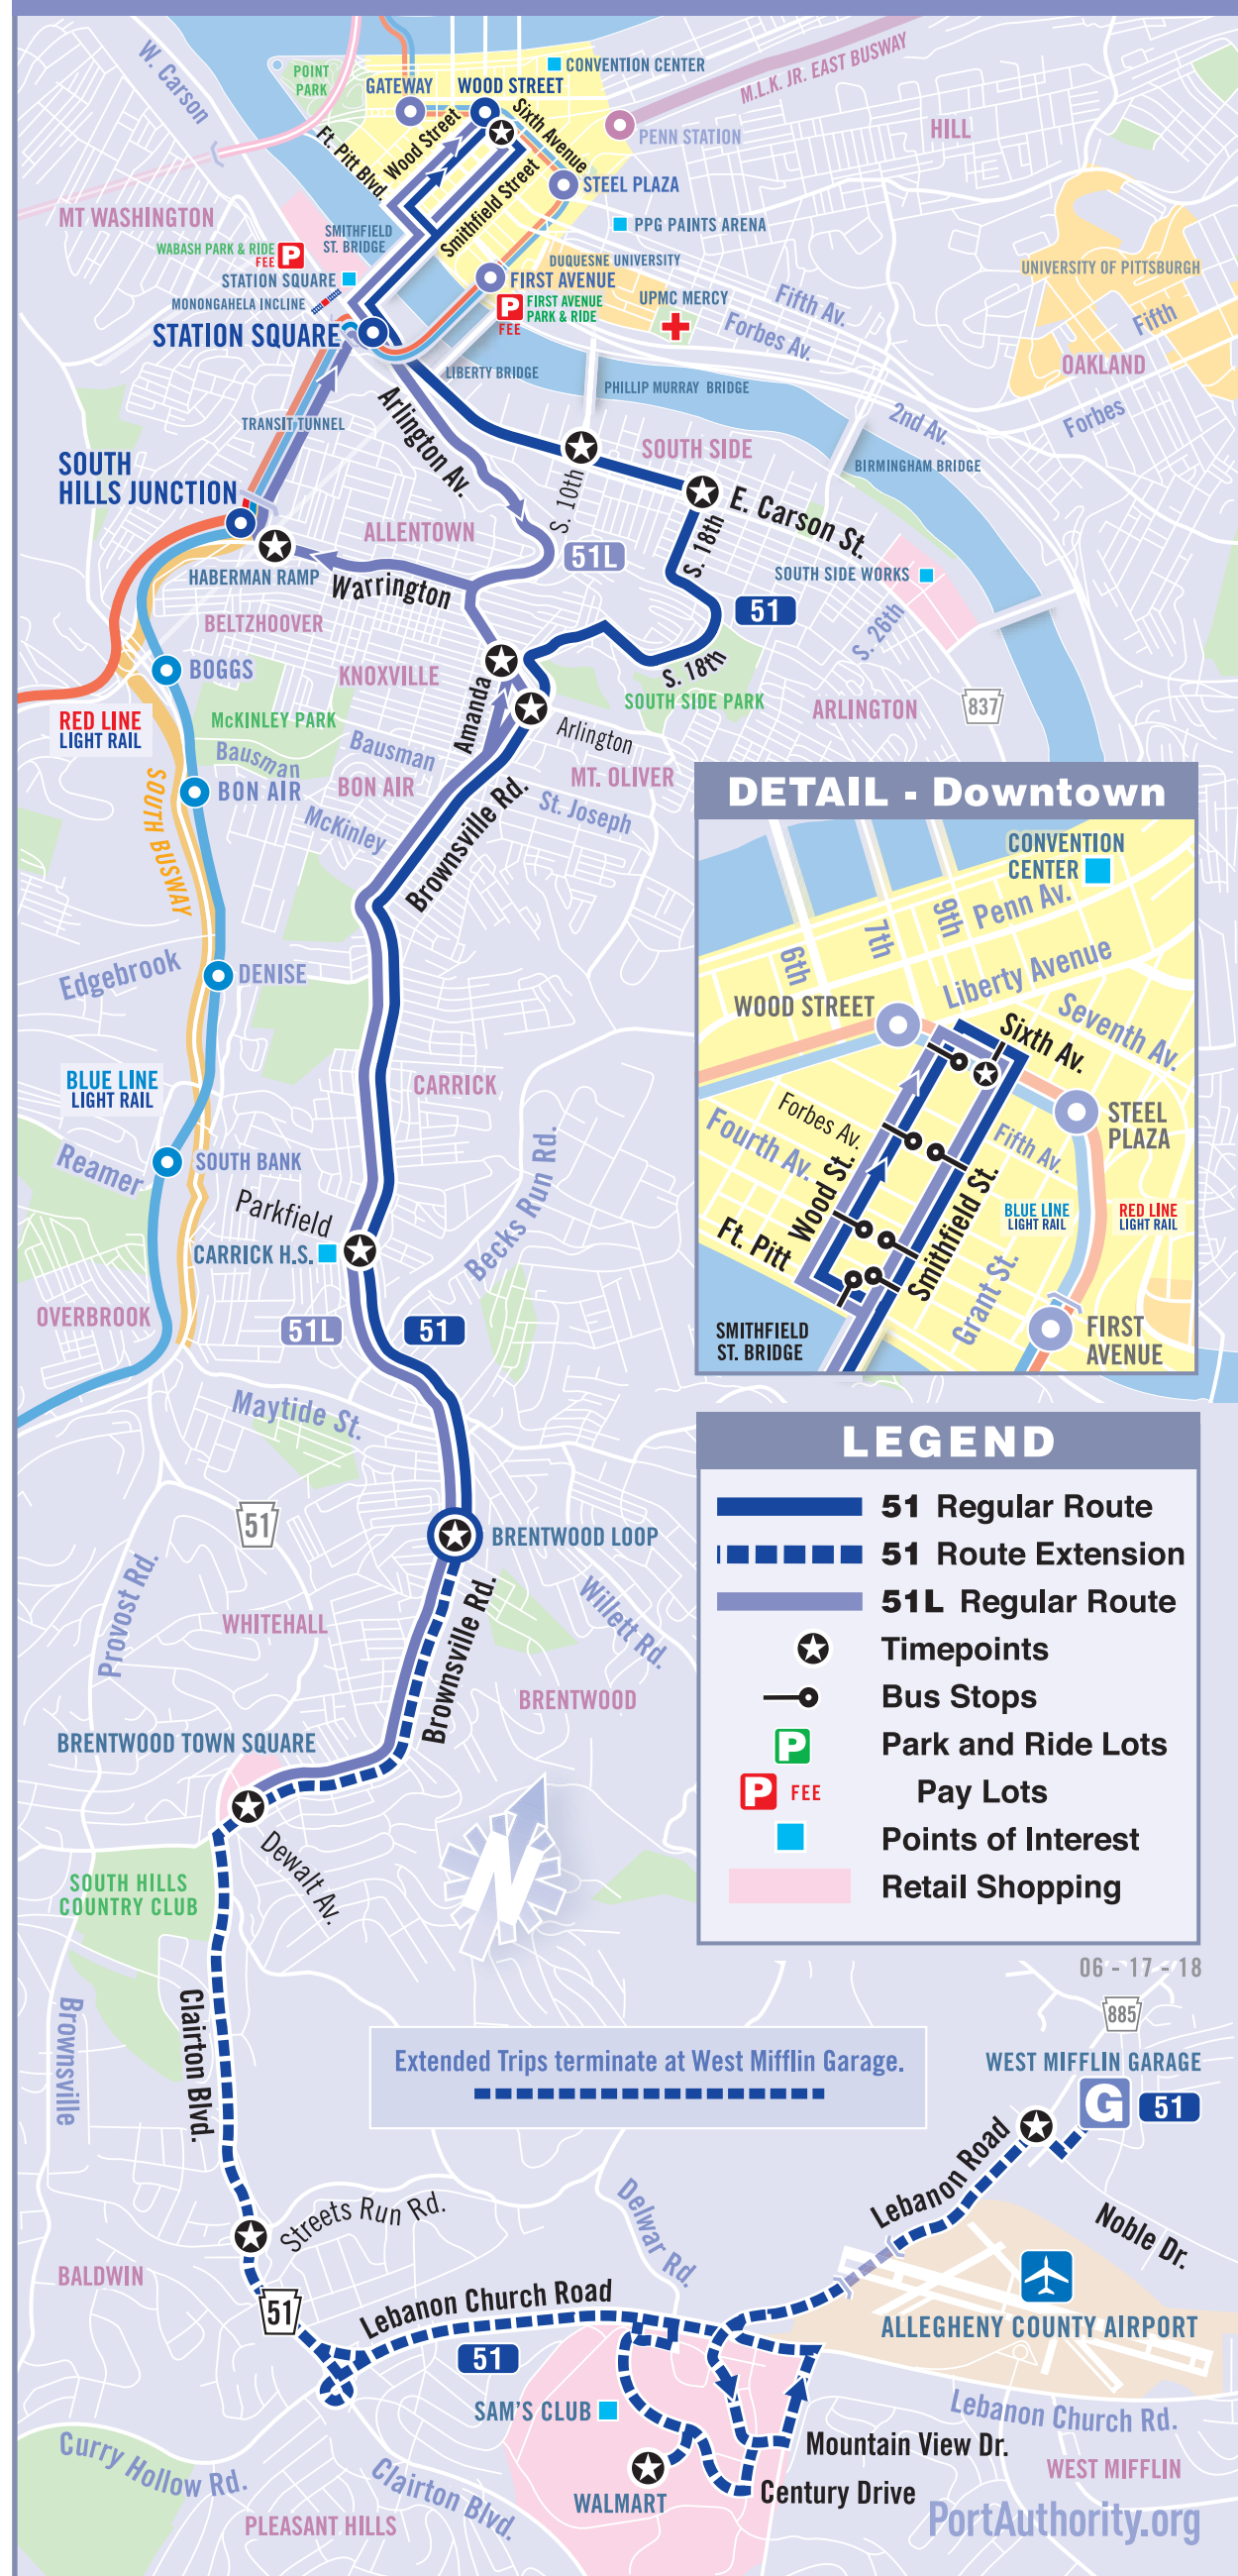 W. Carson
POINT
PARK
GATEWAY
WOOD STREET
CONVENTION CENTER
M.L.K. JR. EAST BUSWAY
HILL
PENN STATION
Sixth Avenue
Wood Street
Ft. Pitt Blvd.
Smithfield Street
STEEL PLAZA
MT WASHINGTON
PPG PAINTS ARENA
SMITHFIELD
ST. BRIDGE
WABASH PARK & RIDE
FEE
P
STATION SQUARE
DUQUESNE UNIVERSITY
UNIVERSITY OF PITTSBURGH
FIRST AVENUE
P
FEE
FIRST AVENUE
PARK & RIDE
UPMC MERCY
MONONGAHELA INCLINE
Fifth Av.
Forbes Av.
Fifth
STATION SQUARE
OAKLAND
LIBERTY BRIDGE
PHILLIP MURRAY BRIDGE
Arlington Av.
2nd Av.
Forbes
TRANSIT TUNNEL
SOUTH SIDE
BIRMINGHAM BRIDGE
SOUTH
HILLS JUNCTION
S. 10th
E. Carson St.
S. 18th
ALLENTOWN
51L
HABERMAN RAMP
Warrington
SOUTH SIDE WORKS
51
BELTZHOOVER
S. 26th
BOGGS
KNOXVILLE
S. 18th
SOUTH SIDE PARK
ARLINGTON
837
RED LINE
LIGHT RAIL
McKINLEY PARK
Amanda
Arlington
Bausman
Bausman
SOUTH BUSWAY
BON AIR
BON AIR
MT. OLIVER
McKinley
St. Joseph
Brownsville Rd.
DETAIL - Downtown
CONVENTION
CENTER
Penn Av.
9th
7th
6th
Liberty Avenue
WOOD STREET
Seventh Av.
Sixth Av.
STEEL
PLAZA
Forbes Av.
Fourth Av.
Fifth Av.
Wood St.
Smithfield St.
BLUE LINE
LIGHT RAIL
RED LINE
LIGHT RAIL
Ft. Pitt
Grant St.
SMITHFIELD
ST. BRIDGE
FIRST
AVENUE
Edgebrook
DENISE
BLUE LINE
LIGHT RAIL
CARRICK
Reamer
SOUTH BANK
Becks Run Rd.
Parkfield
CARRICK H.S.
OVERBROOK
51L
51
Maytide St.
51
BRENTWOOD LOOP
LEGEND
51 Regular Route
51 Route Extension
51L Regular Route
Timepoints
Bus Stops
P
Park and Ride Lots
P FEE
Pay Lots
Points of Interest
Retail Shopping
06 - 17 - 18
Provost Rd.
WHITEHALL
Brownsville Rd.
Willett Rd.
BRENTWOOD
BRENTWOOD TOWN SQUARE
Dewalt Av.
N
SOUTH HILLS
COUNTRY CLUB
Brownsville
Clairton Blvd.
Extended Trips terminate at West Mifflin Garage.
885
WEST MIFFLIN GARAGE
G
51
Lebanon Road
Noble Dr.
Streets Run Rd.
Delwar Rd.
BALDWIN
51
Lebanon Church Road
ALLEGHENY COUNTY AIRPORT
51
SAM'S CLUB
Lebanon Church Rd.
Mountain View Dr.
Curry Hollow Rd.
Clairton Blvd.
WALMART
Century Drive
WEST MIFFLIN
PLEASANT HILLS
PortAuthority.org